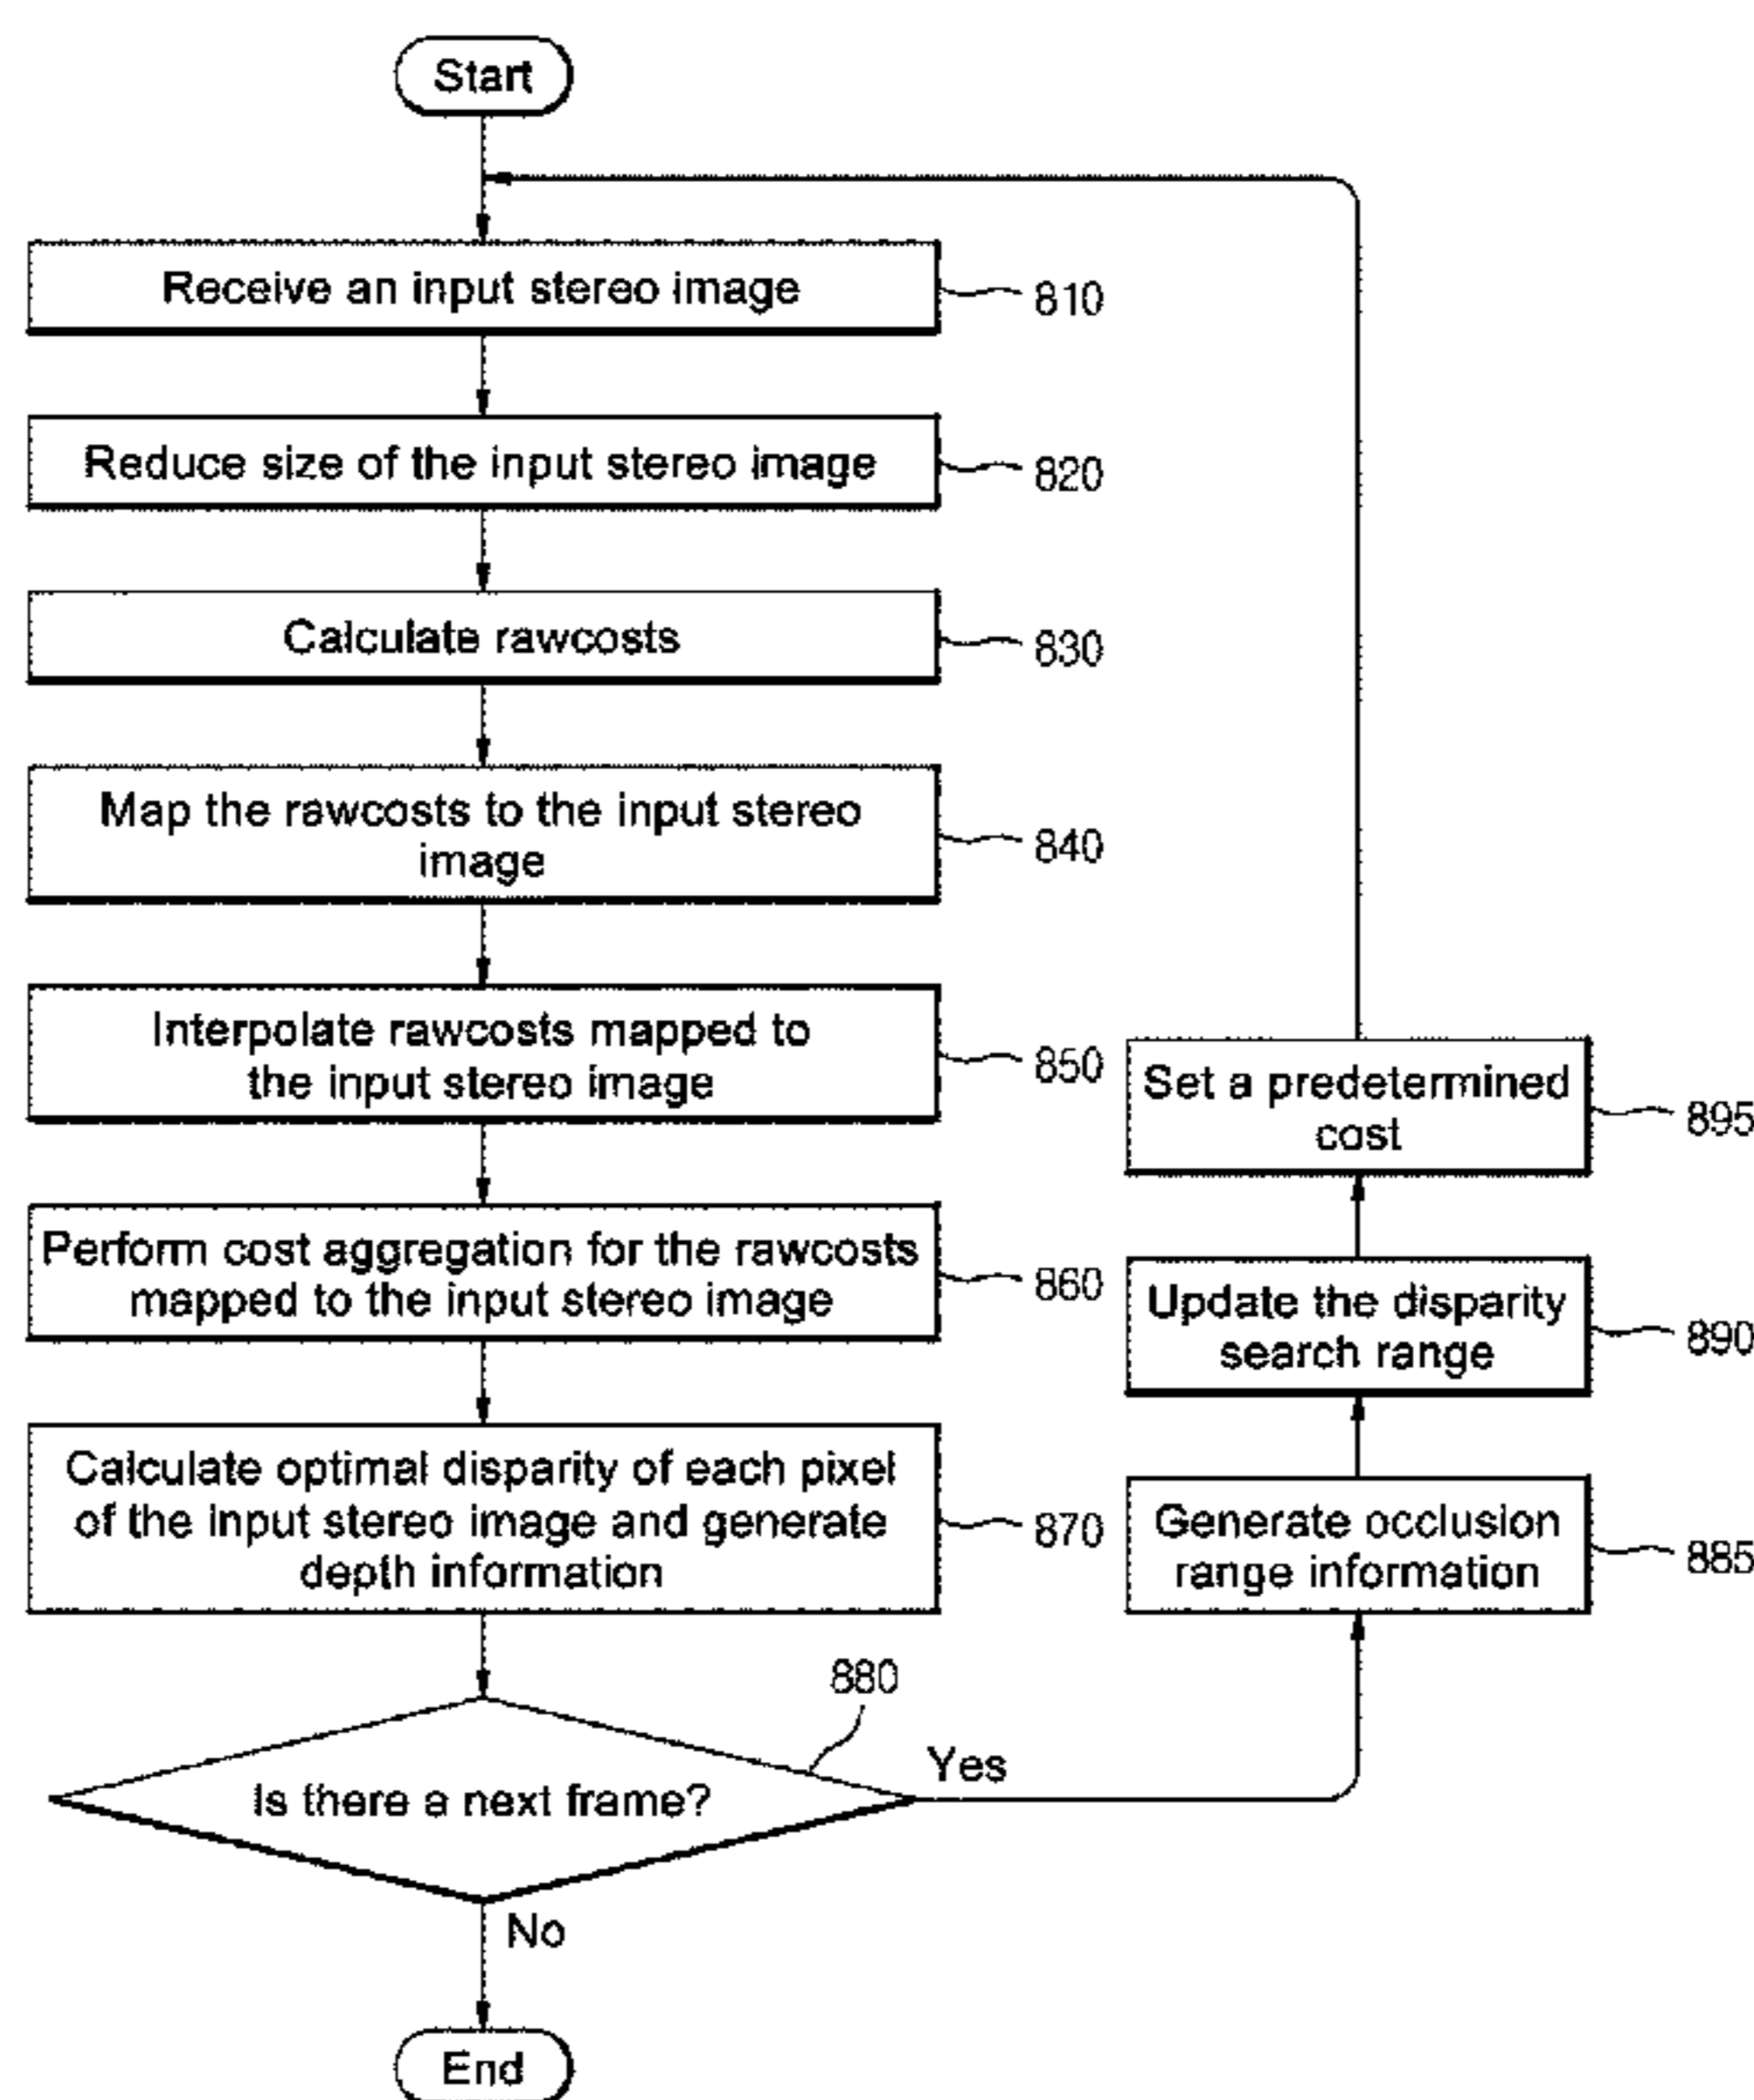 Start
Receive an input stereo image
810
Reduce size of the input stereo image
820
Calculate rawcosts
830
Map the rawcosts to the input stereo
image
840
Interpolate rawcosts mapped to
the input stereo image
850
Perform cost aggregation for the rawcosts
mapped to the input stereo image
860
Calculate optimal disparity of each pixel
of the input stereo image and generate
depth information
870
880
Is there a next frame?
Yes
No
End
Generate occlusion
range information
885
Update the disparity
search range
890
Set a predetermined
cost
895